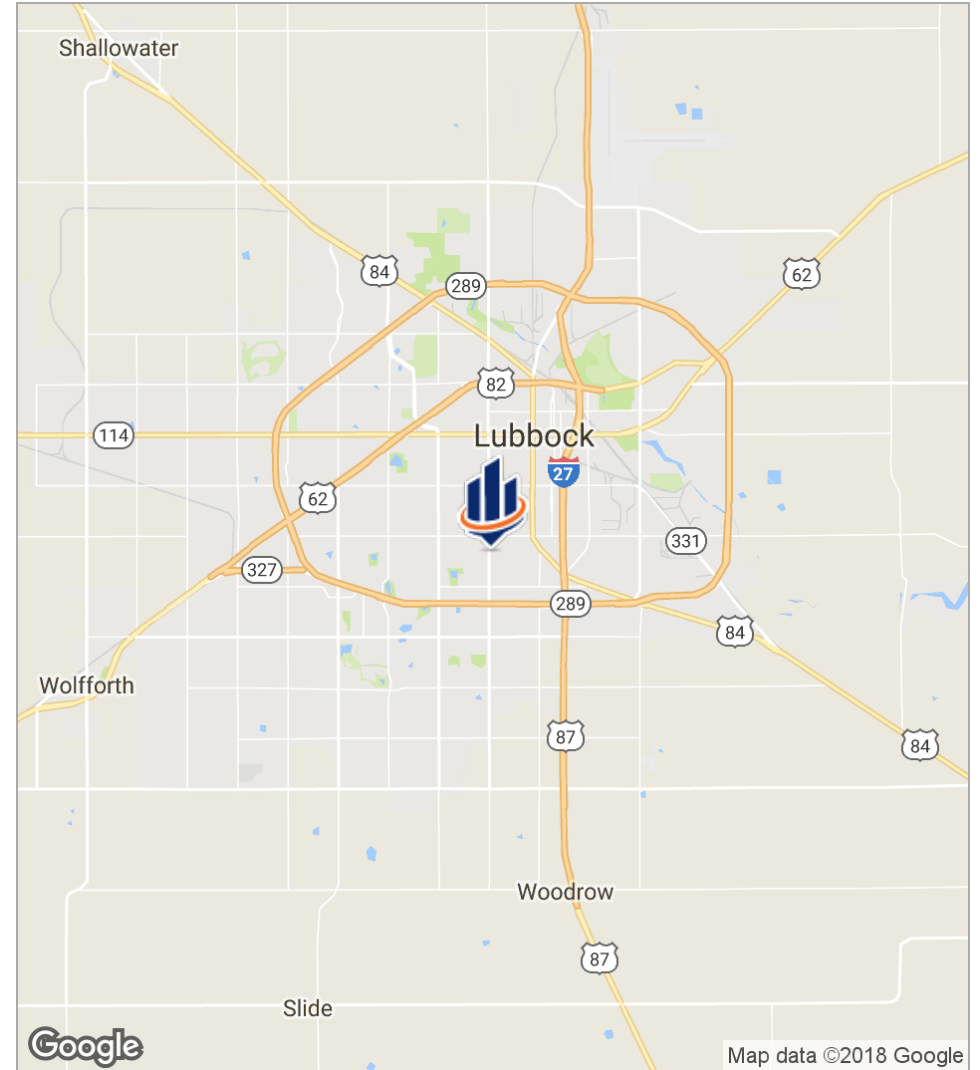 Shallowater
84
289
62
82
114
Lubbock
27
62
331
327
289
84
Wolfforth
87
84
Woodrow
87
Slide
Google
Map data ©2018 Google